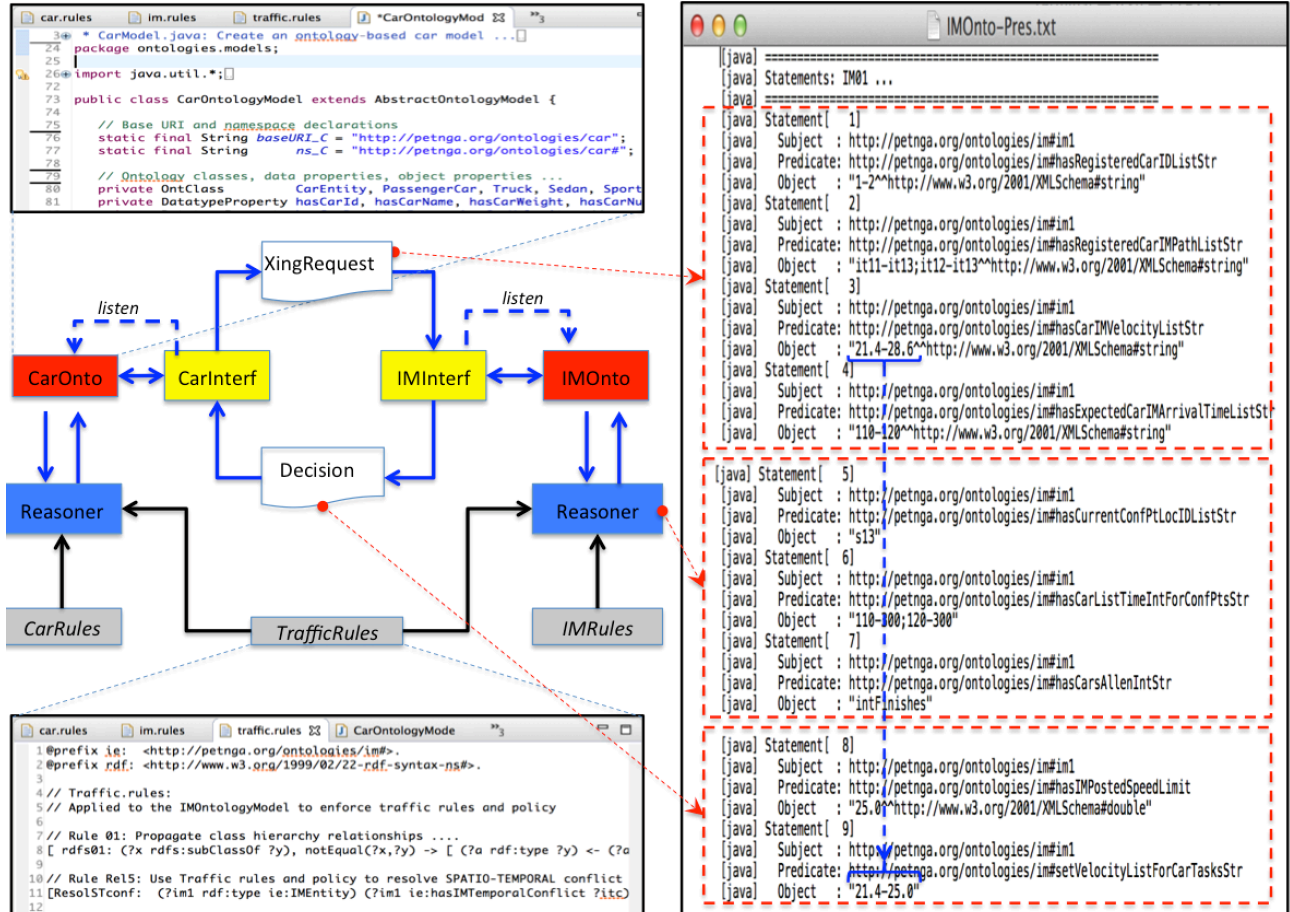 car.rules im.rules traffic.rules *CarOntologyMod 3
3 * CarModel.java: Create an ontology-based car model ...
24 package ontologies.models;
25
26 import java.util.*;
72
73 public class CarOntologyModel extends AbstractOntologyModel {
74
75 // Base URI and namespace declarations
76 static final String baseURI_C = "http://petnga.org/ontologies/car";
77 static final String ns_C = "http://petnga.org/ontologies/car#";
78
79 // Ontology classes, data properties, object properties ...
80 private OntClass CarEntity, PassengerCar, Truck, Sedan, Sport
81 private DatatypeProperty hasCarId, hasCarName, hasCarWeight, hasCarNu
XingRequest
listen
listen
CarOnto
CarInterf
IMInterf
IMOnto
Decision
Reasoner
Reasoner
CarRules
TrafficRules
IMRules
car.rules im.rules traffic.rules CarOntologyMode 3
1 @prefix ie: <http://petnga.org/ontologies/im#>.
2 @prefix rdf: <http://www.w3.org/1999/02/22-rdf-syntax-ns#>.
3
4 // Traffic.rules:
5 // Applied to the IMOntologyModel to enforce traffic rules and policy
6
7 // Rule 01: Propagate class hierarchy relationships ....
8 [ rdfs01: (?x rdfs:subClassOf ?y), notEqual(?x,?y) -> [ (?a rdf:type ?y) <- (?a
9
10 // Rule Rel5: Use Traffic rules and policy to resolve SPATIO-TEMPORAL conflict
11 [ResolSTconf: (?im1 rdf:type ie:IMEntity) (?im1 ie:hasIMTemporalConflict ?itc)
12
IMOnto-Pres.txt
[java] ==========================================================
[java] Statements: IM01 ...
[java] ==========================================================
[java] Statement[ 1]
[java] Subject : http://petnga.org/ontologies/im#im1
[java] Predicate: http://petnga.org/ontologies/im#hasRegisteredCarIDListStr
[java] Object : "1-2^^http://www.w3.org/2001/XMLSchema#string"
[java] Statement[ 2]
[java] Subject : http://petnga.org/ontologies/im#im1
[java] Predicate: http://petnga.org/ontologies/im#hasRegisteredCarIMPathListStr
[java] Object : "it11-it13;it12-it13^^http://www.w3.org/2001/XMLSchema#string"
[java] Statement[ 3]
[java] Subject : http://petnga.org/ontologies/im#im1
[java] Predicate: http://petnga.org/ontologies/im#hasCarIMVelocityListStr
[java] Object : "21.4-28.6^^http://www.w3.org/2001/XMLSchema#string"
[java] Statement[ 4]
[java] Subject : http://petnga.org/ontologies/im#im1
[java] Predicate: http://petnga.org/ontologies/im#hasExpectedCarIMArrivalTimeListStr
[java] Object : "110-120^^http://www.w3.org/2001/XMLSchema#string"
[java] Statement[ 5]
[java] Subject : http://petnga.org/ontologies/im#im1
[java] Predicate: http://petnga.org/ontologies/im#hasCurrentConfPtLocIDListStr
[java] Object : "s13"
[java] Statement[ 6]
[java] Subject : http://petnga.org/ontologies/im#im1
[java] Predicate: http://petnga.org/ontologies/im#hasCarListTimeIntForConfPtsStr
[java] Object : "110-300;120-300"
[java] Statement[ 7]
[java] Subject : http://petnga.org/ontologies/im#im1
[java] Predicate: http://petnga.org/ontologies/im#hasCarsAllenIntStr
[java] Object : "intFinishes"
[java] Statement[ 8]
[java] Subject : http://petnga.org/ontologies/im#im1
[java] Predicate: http://petnga.org/ontologies/im#hasIMPostedSpeedLimit
[java] Object : "25.0^^http://www.w3.org/2001/XMLSchema#double"
[java] Statement[ 9]
[java] Subject : http://petnga.org/ontologies/im#im1
[java] Predicate: http://petnga.org/ontologies/im#setVelocityListForCarTasksStr
[java] Object : "21.4-25.0"